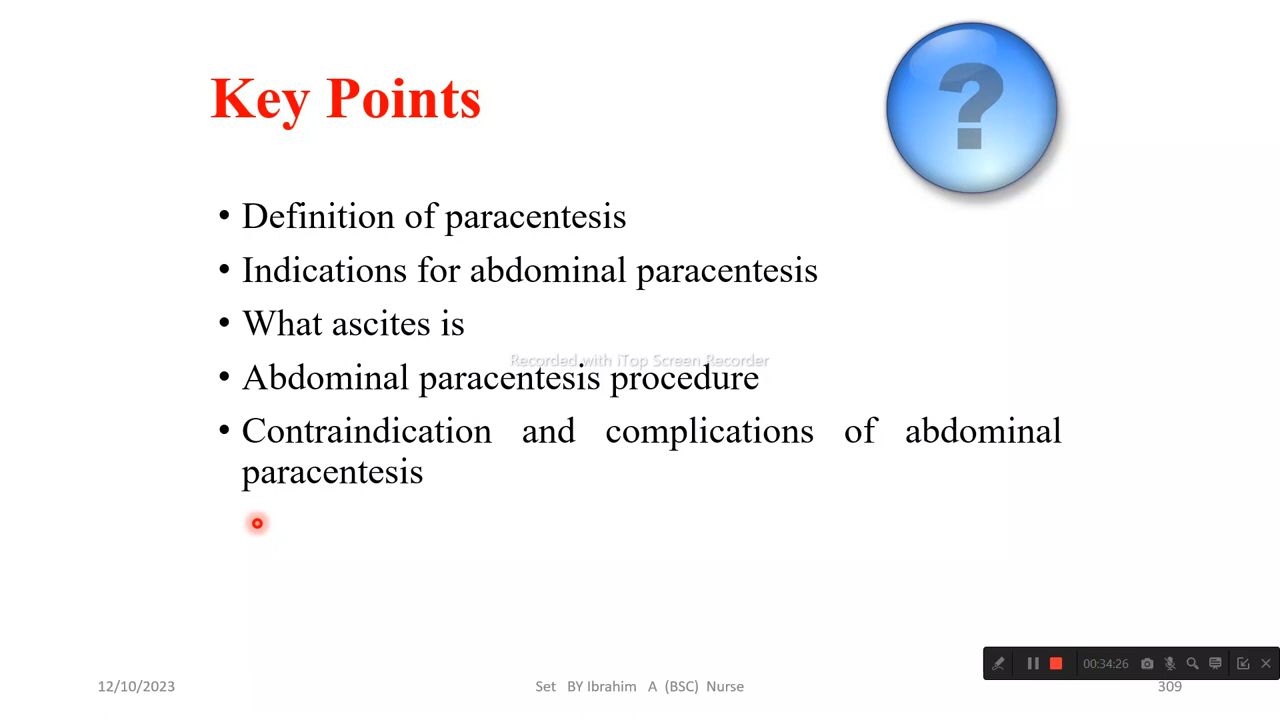 Key Points
?
• Definition of paracentesis
• Indications for abdominal paracentesis
• What ascites is
Recorded with iTop Screen Recorder
• Abdominal paracentesis procedure
• Contraindication and complications of abdominal
paracentesis
00:34:26
12/10/2023
Set BY Ibrahim A (BSC) Nurse
309